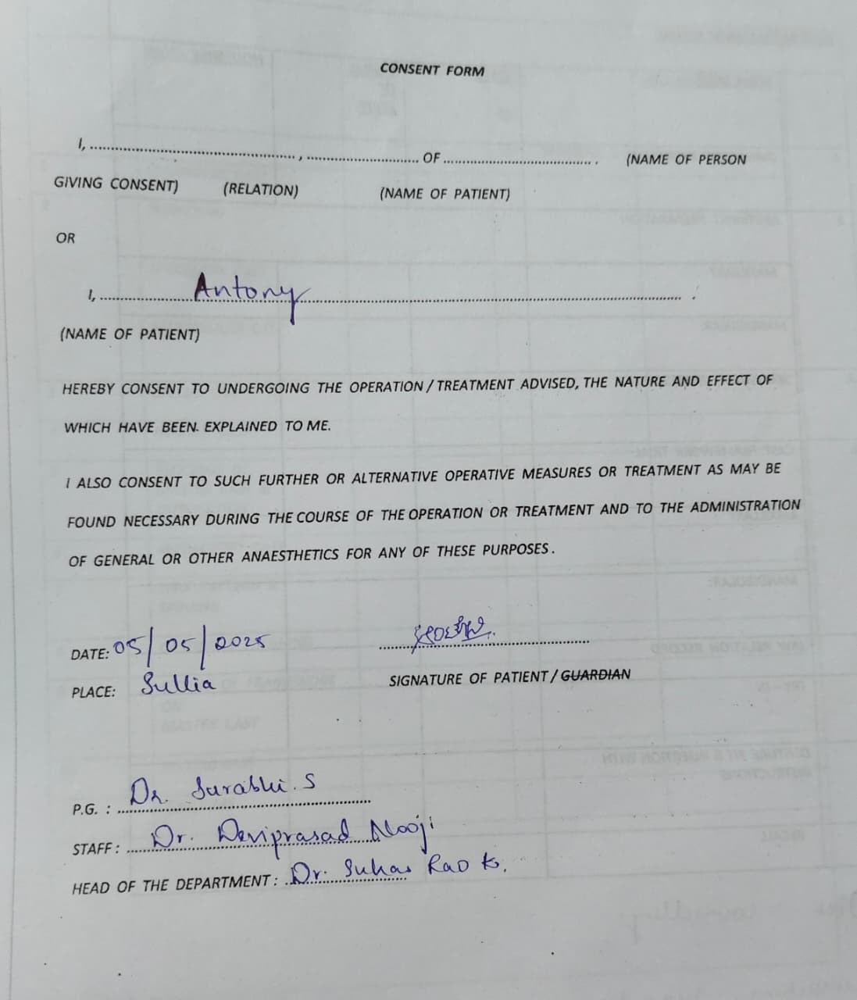 CONSENT FORM
I, ................................................ , ........................... OF .................................... . (NAME OF PERSON
GIVING CONSENT) (RELATION) (NAME OF PATIENT)
OR
I, ......................Antony.......................................................................................... .
(NAME OF PATIENT)
HEREBY CONSENT TO UNDERGOING THE OPERATION / TREATMENT ADVISED, THE NATURE AND EFFECT OF
WHICH HAVE BEEN. EXPLAINED TO ME.
I ALSO CONSENT TO SUCH FURTHER OR ALTERNATIVE OPERATIVE MEASURES OR TREATMENT AS MAY BE
FOUND NECESSARY DURING THE COURSE OF THE OPERATION OR TREATMENT AND TO THE ADMINISTRATION
OF GENERAL OR OTHER ANAESTHETICS FOR ANY OF THESE PURPOSES.
DATE: 05/05/2025
PLACE: Sullia
SIGNATURE OF PATIENT / GUARDIAN
P.G. : Dr. Surabhi. S
STAFF : Dr. Deviprasad Nooji
HEAD OF THE DEPARTMENT : Dr. Suhas Rao K.